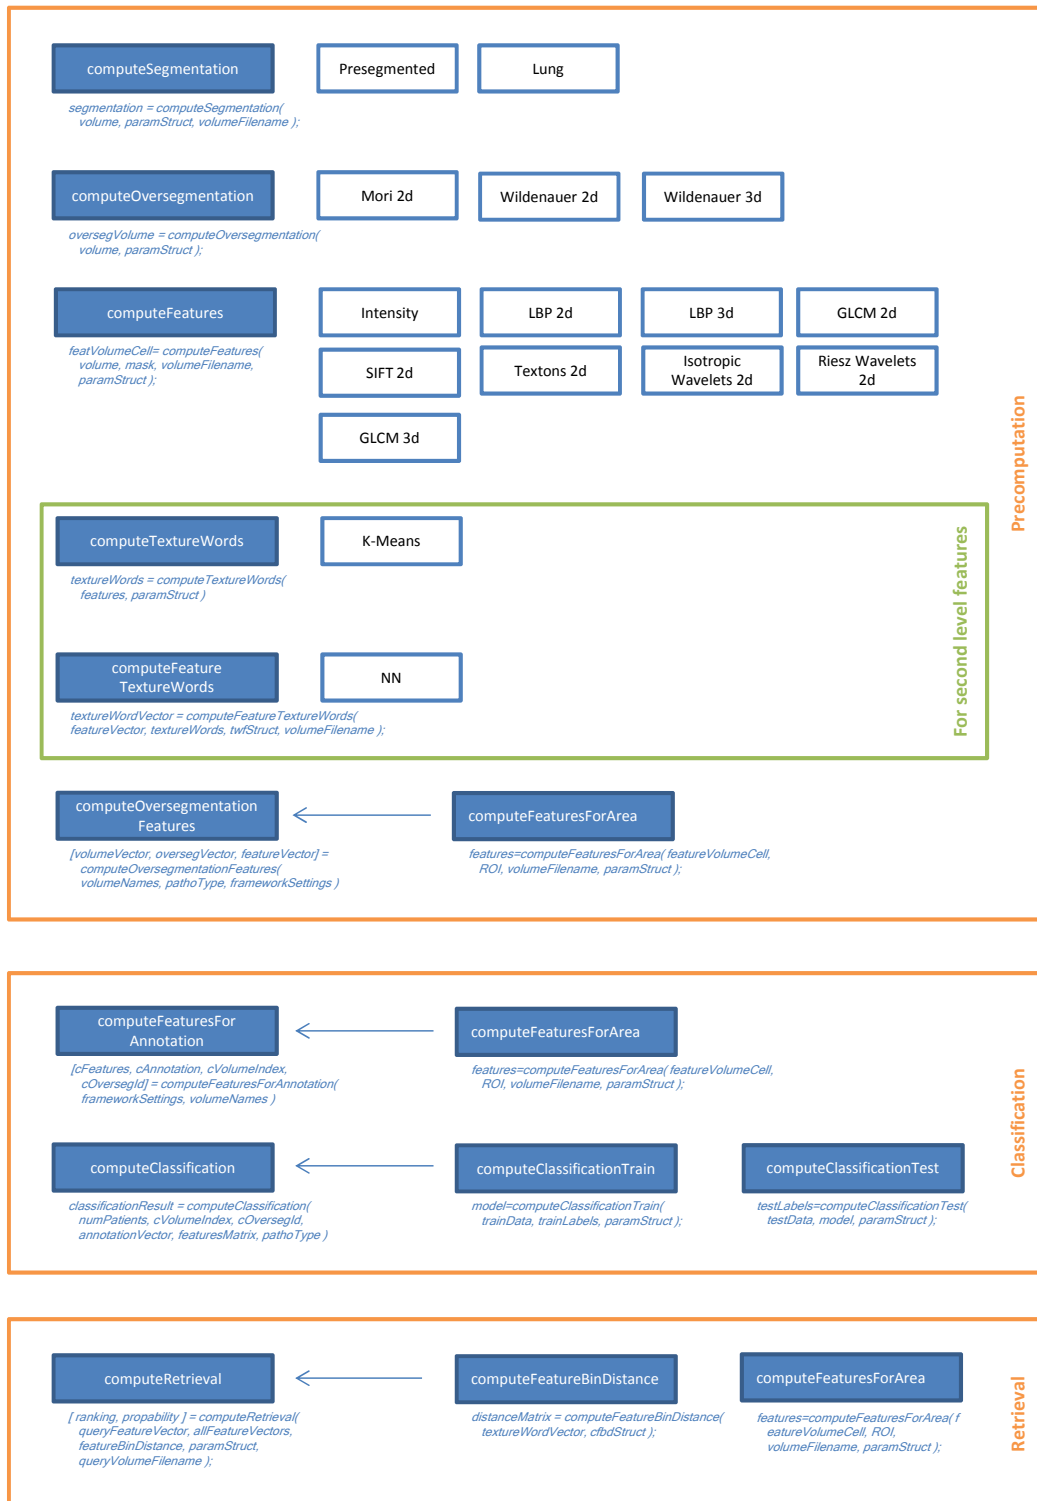 computeSegmentation
Presegmented
Lung
segmentation = computeSegmentation(
volume, paramStruct, volumeFilename );
computeOversegmentation
Mori 2d
Wildenauer 2d
Wildenauer 3d
oversegVolume = computeOversegmentation(
volume, paramStruct );
computeFeatures
Intensity
LBP 2d
LBP 3d
GLCM 2d
featVolumeCell= computeFeatures(
volume, mask, volumeFilename,
paramStruct );
SIFT 2d
Textons 2d
Isotropic
Wavelets 2d
Riesz Wavelets
2d
GLCM 3d
Precomputation
computeTextureWords
K-Means
textureWords = computeTextureWords(
features, paramStruct )
For second level features
computeFeature
TextureWords
NN
textureWordVector = computeFeatureTextureWords(
featureVector, textureWords, twfStruct, volumeFilename );
computeOversegmentation
Features
computeFeaturesForArea
[volumeVector, oversegVector, featureVector] =
computeOversegmentationFeatures(
volumeNames, pathoType, frameworkSettings )
features=computeFeaturesForArea( featureVolumeCell,
ROI, volumeFilename, paramStruct );
computeFeaturesFor
Annotation
computeFeaturesForArea
[cFeatures, cAnnotation, cVolumeIndex,
cOversegId] = computeFeaturesForAnnotation(
frameworkSettings, volumeNames )
features=computeFeaturesForArea( featureVolumeCell,
ROI, volumeFilename, paramStruct );
Classification
computeClassification
computeClassificationTrain
computeClassificationTest
classificationResult = computeClassification(
numPatients, cVolumeIndex, cOversegId,
annotationVector, featuresMatrix, pathoType )
model=computeClassificationTrain(
trainData, trainLabels, paramStruct );
testLabels=computeClassificationTest(
testData, model, paramStruct );
computeRetrieval
computeFeatureBinDistance
computeFeaturesForArea
[ ranking, propability ] = computeRetrieval(
queryFeatureVector, allFeatureVectors,
featureBinDistance, paramStruct,
queryVolumeFilename );
distanceMatrix = computeFeatureBinDistance(
textureWordVector, cfbdStruct );
features=computeFeaturesForArea( f
eatureVolumeCell, ROI,
volumeFilename, paramStruct );
Retrieval